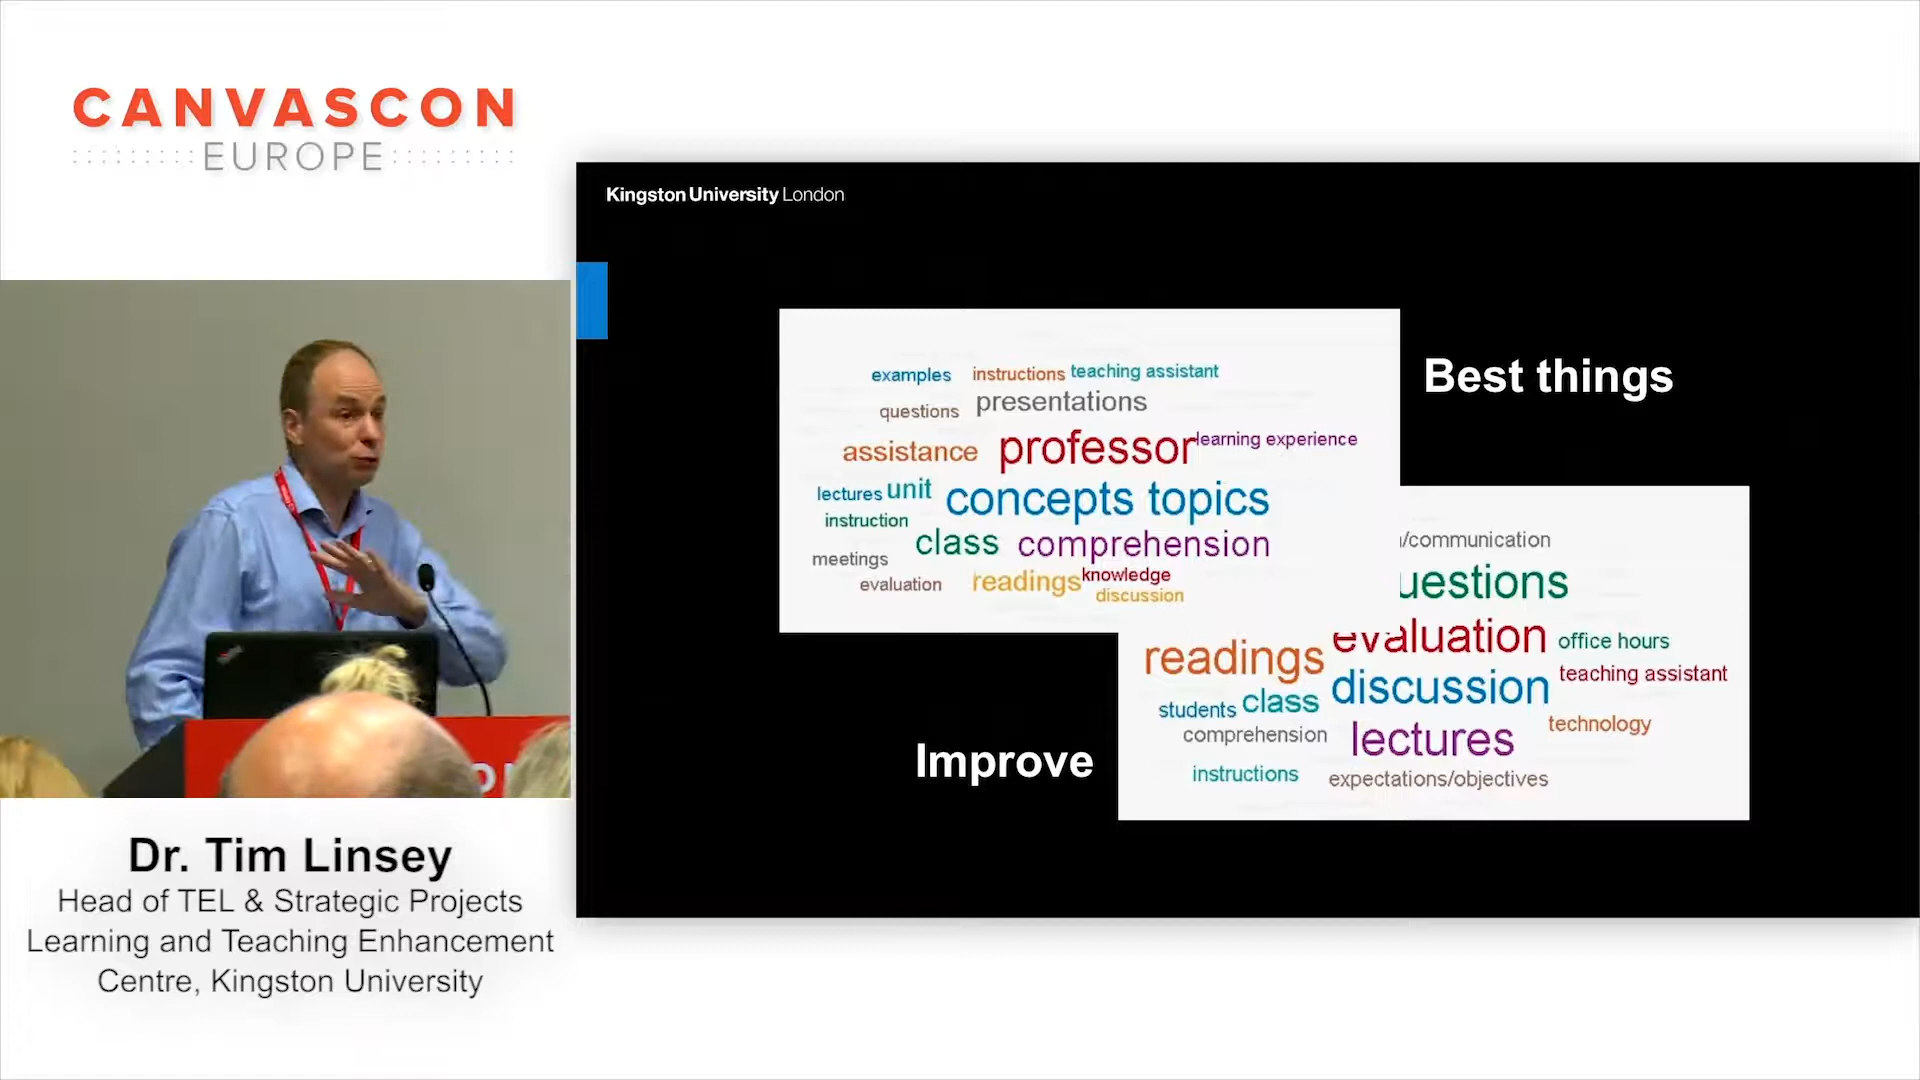 CANVASCON
EUROPE
Kingston University London
Best things
examples instructions teaching assistant
questions presentations
assistance professor learning experience
lectures unit concepts topics
instruction
class comprehension
meetings
evaluation readings knowledge
discussion
/communication
uestions
evaluation office hours
readings discussion teaching assistant
students class
comprehension lectures technology
instructions expectations/objectives
Improve
Dr. Tim Linsey
Head of TEL & Strategic Projects
Learning and Teaching Enhancement
Centre, Kingston University